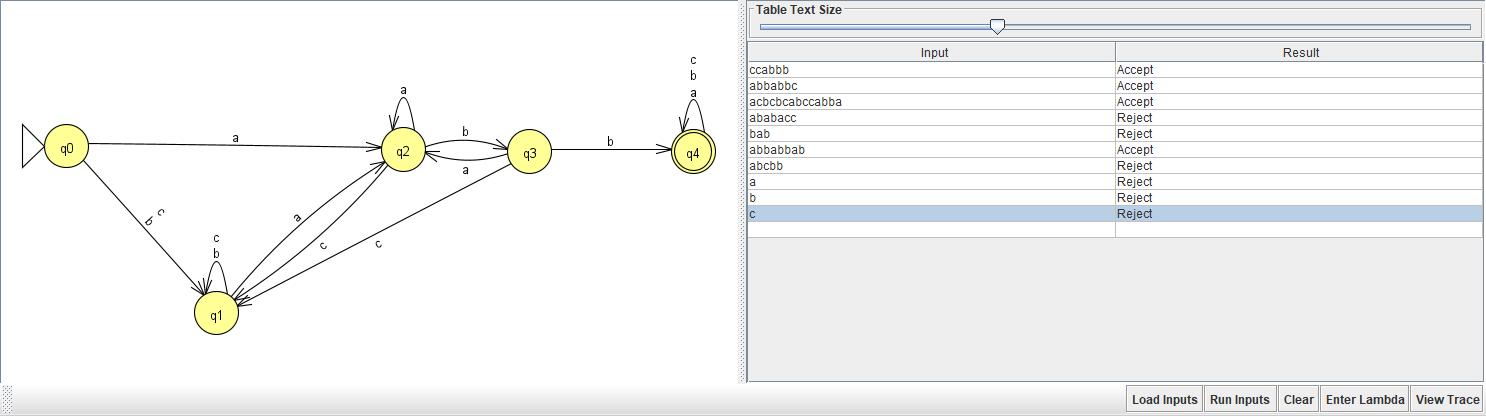 Table Text Size
Input Result
ccabbb Accept
abbabbc Accept
acbcbcabccabba Accept
ababacc Reject
bab Reject
abbabbab Accept
abcbb Reject
a Reject
b Reject
c Reject
q0
a
c
b
c
b
q1
a
q2
a
c
b
a
c
q3
b
c
b
a
q4
Load Inputs Run Inputs Clear Enter Lambda View Trace